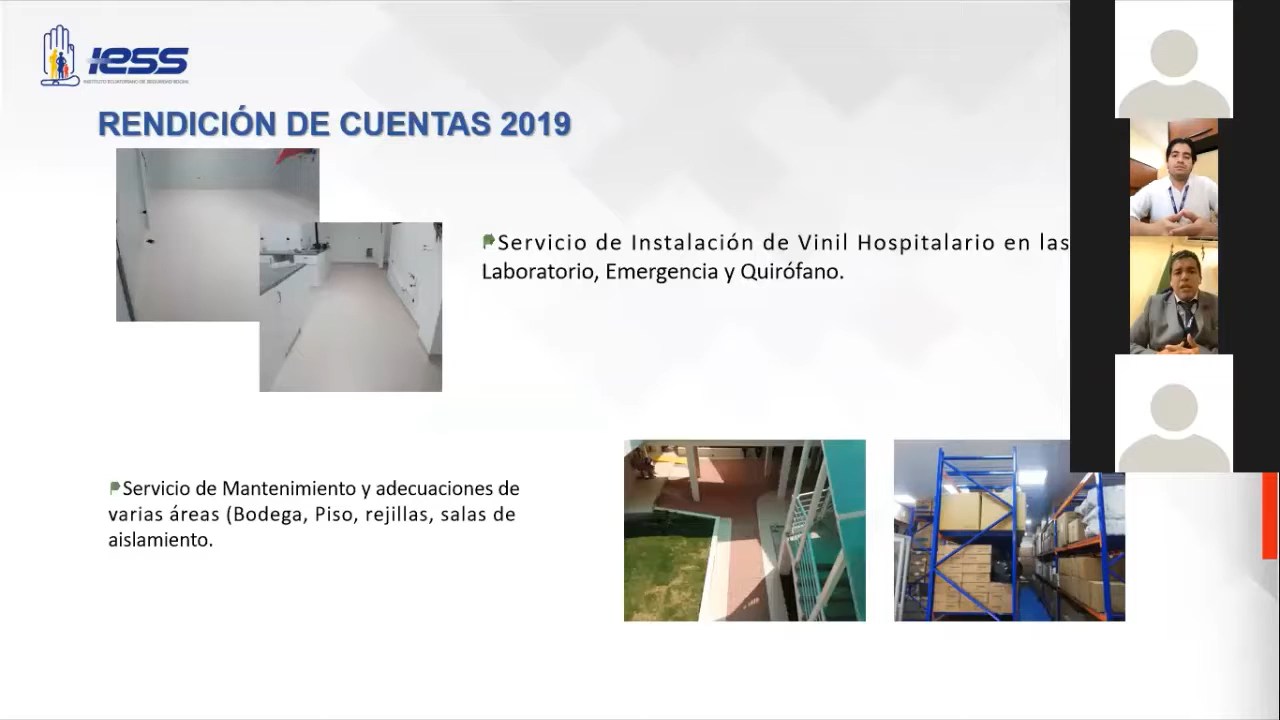 IESS
INSTITUTO ECUATORIANO DE SEGURIDAD SOCIAL
RENDICIÓN DE CUENTAS 2019
Servicio de Instalación de Vinil Hospitalario en las
Laboratorio, Emergencia y Quirófano.
Servicio de Mantenimiento y adecuaciones de
varias áreas (Bodega, Piso, rejillas, salas de
aislamiento.